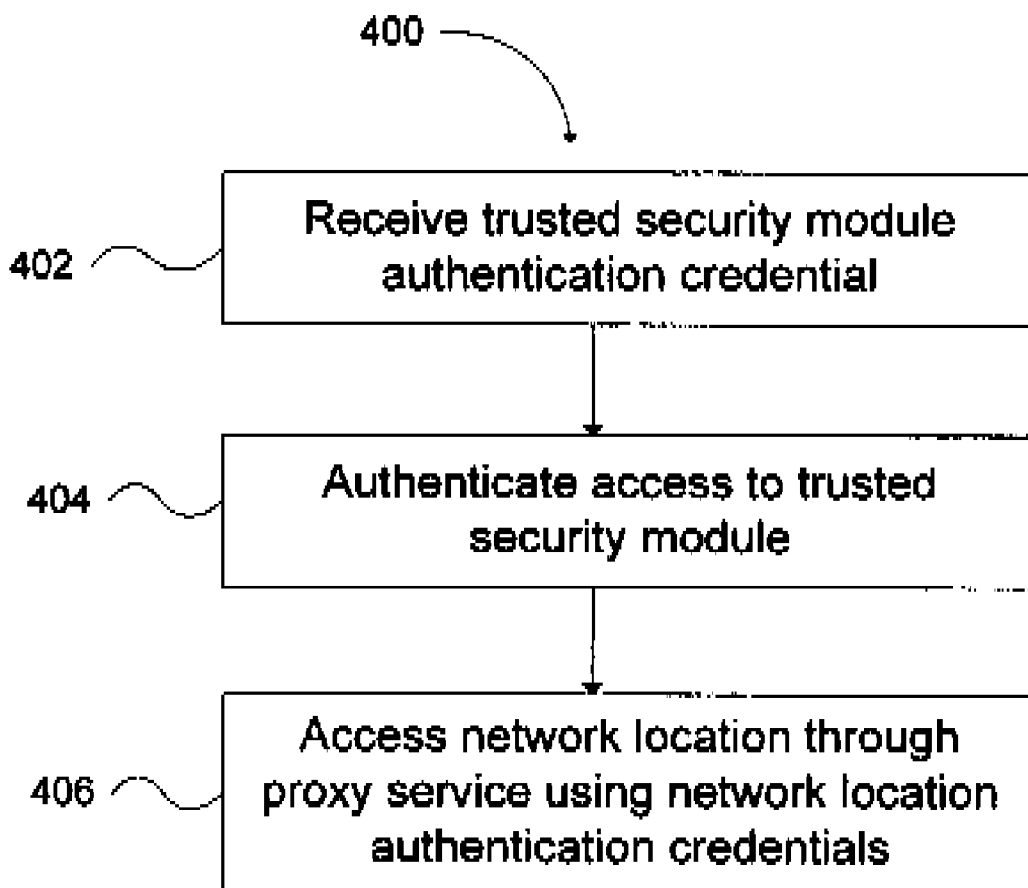 400
Receive trusted security module
authentication credential
402
Authenticate access to trusted
security module
404
Access network location through
proxy service using network location
authentication credentials
406